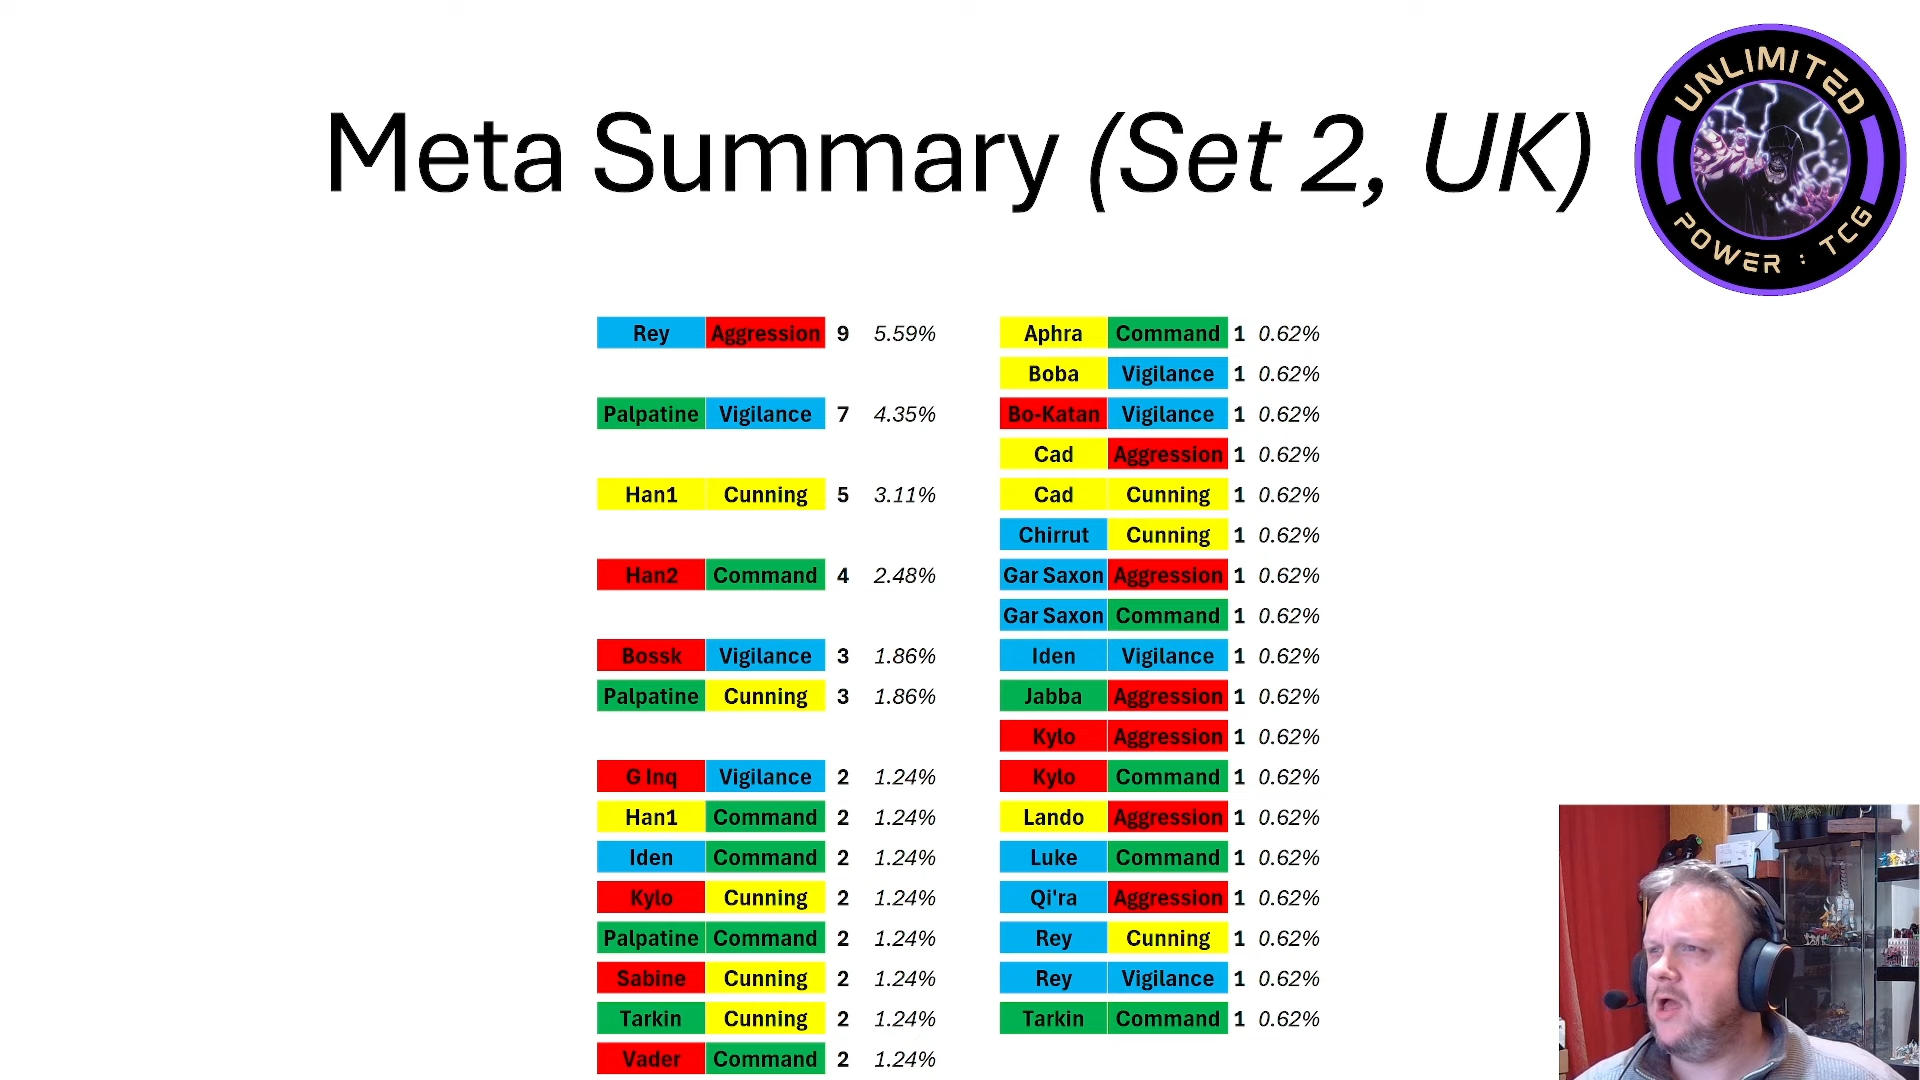 Meta Summary (Set 2, UK)
UNLIMITED
POWER : TCG
Rey Aggression 9 5.59%
Palpatine Vigilance 7 4.35%
Han1 Cunning 5 3.11%
Han2 Command 4 2.48%
Bossk Vigilance 3 1.86%
Palpatine Cunning 3 1.86%
G Inq Vigilance 2 1.24%
Han1 Command 2 1.24%
Iden Command 2 1.24%
Kylo Cunning 2 1.24%
Palpatine Command 2 1.24%
Sabine Cunning 2 1.24%
Tarkin Cunning 2 1.24%
Vader Command 2 1.24%
Aphra Command 1 0.62%
Boba Vigilance 1 0.62%
Bo-Katan Vigilance 1 0.62%
Cad Aggression 1 0.62%
Cad Cunning 1 0.62%
Chirrut Cunning 1 0.62%
Gar Saxon Aggression 1 0.62%
Gar Saxon Command 1 0.62%
Iden Vigilance 1 0.62%
Jabba Aggression 1 0.62%
Kylo Aggression 1 0.62%
Kylo Command 1 0.62%
Lando Aggression 1 0.62%
Luke Command 1 0.62%
Qi'ra Aggression 1 0.62%
Rey Cunning 1 0.62%
Rey Vigilance 1 0.62%
Tarkin Command 1 0.62%